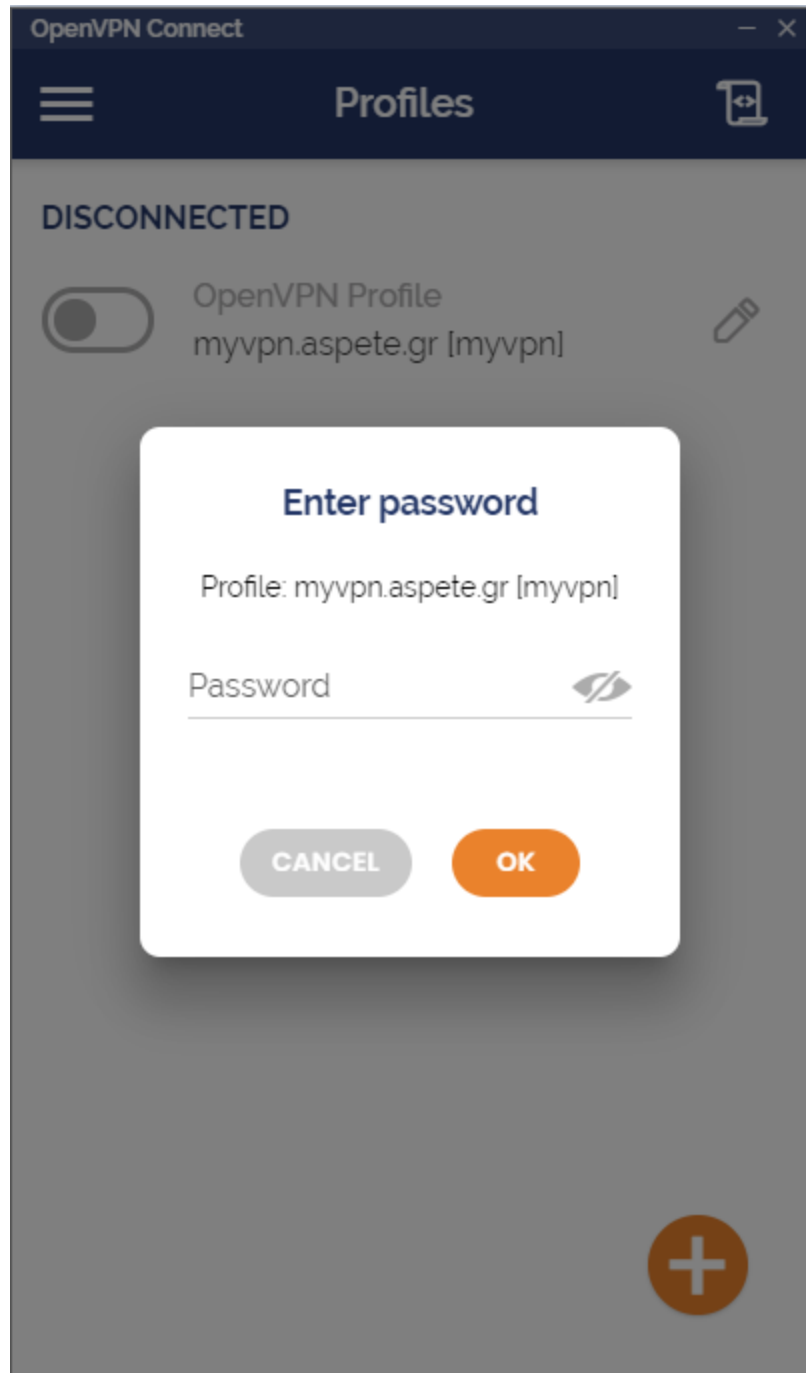 OpenVPN Connect
Profiles
DISCONNECTED
OpenVPN Profile
myvpn.aspete.gr [myvpn]
Enter password
Profile: myvpn.aspete.gr [myvpn]
Password
CANCEL
OK